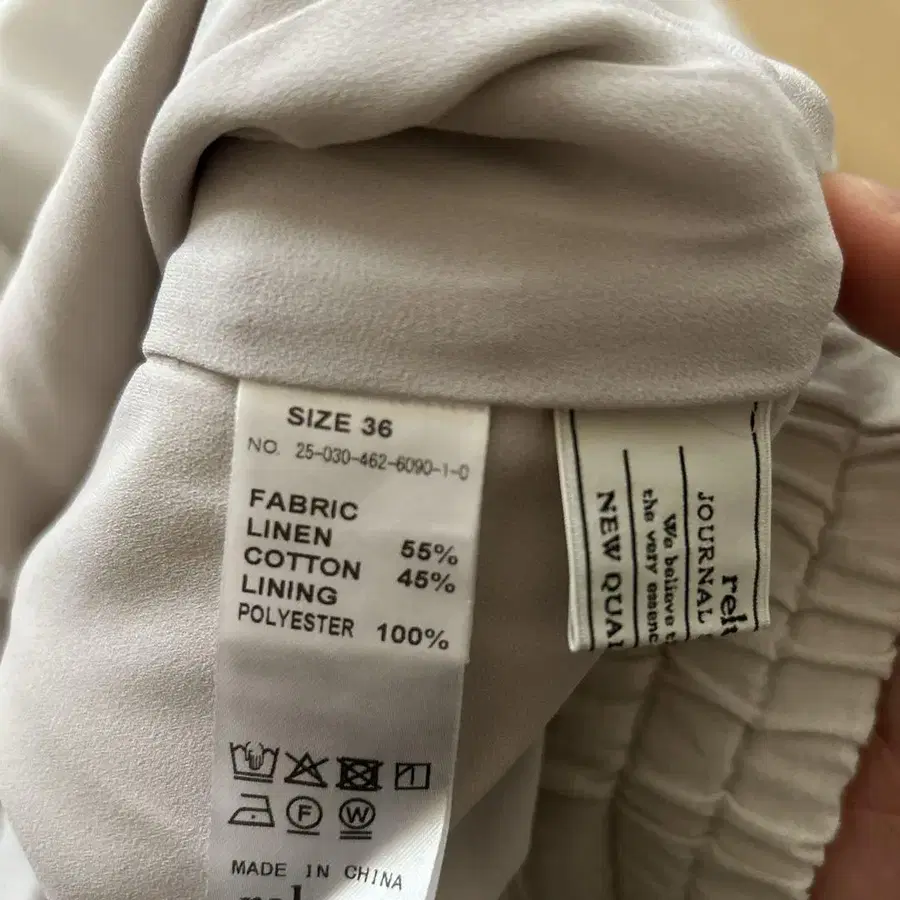 SIZE 36
NO. 25-030-462-6090-1-0
FABRIC
LINEN 55%
COTTON 45%
LINING
POLYESTER 100%
F W
MADE IN CHINA
JOURNAL
We believe
the very essenc
NEW QUAL